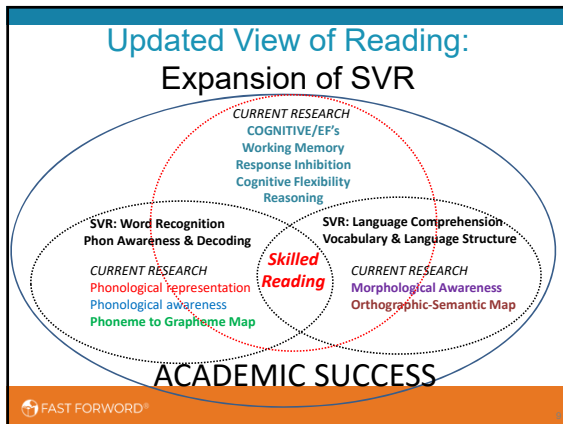 Updated View of Reading:
Expansion of SVR
CURRENT RESEARCH
COGNITIVE/EF's
Working Memory
Response Inhibition
Cognitive Flexibility
Reasoning
SVR: Word Recognition
Phon Awareness & Decoding
CURRENT RESEARCH
Phonological representation
Phonological awareness
Phoneme to Grapheme Map
Skilled
Reading
SVR: Language Comprehension
Vocabulary & Language Structure
CURRENT RESEARCH
Morphological Awareness
Orthographic-Semantic Map
ACADEMIC SUCCESS
FAST FORWORD®